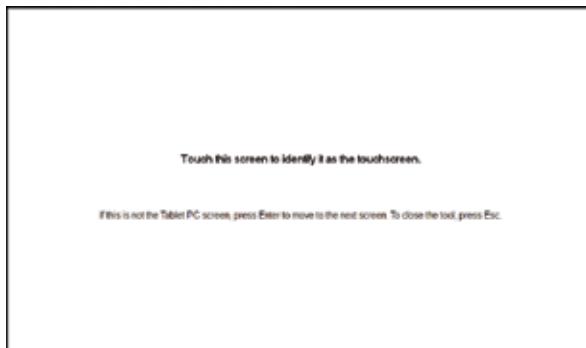 Touch this screen to identify it as the touchscreen.
If this is not the Tablet PC screen, press Enter to move to the next screen. To close the tool, press Esc.